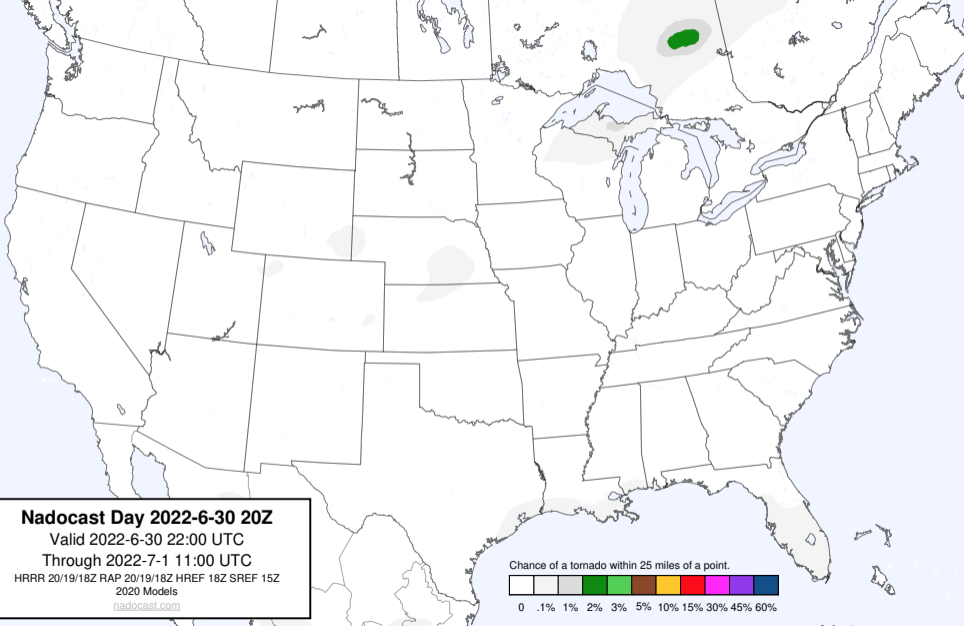 Nadocast Day 2022-6-30 20Z
Valid 2022-6-30 22:00 UTC
Through 2022-7-1 11:00 UTC
HRRR 20/19/18Z RAP 20/19/18Z HREF 18Z SREF 15Z
2020 Models
nadocast.com
Chance of a tornado within 25 miles of a point.
0 .1% 1% 2% 3% 5% 10% 15% 30% 45% 60%